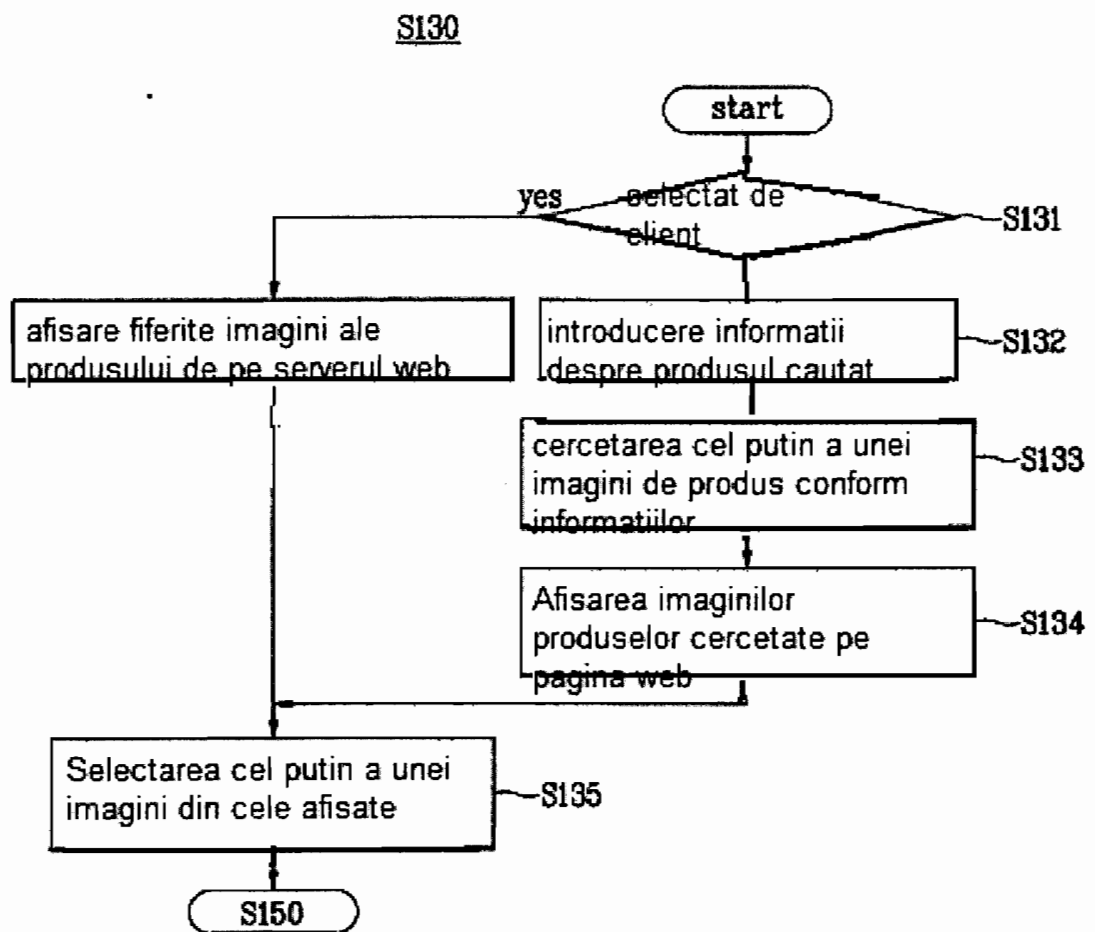 S130
start
yes
selectat de
client
S131
afisare fiferite imagini ale
produsului de pe serverul web
introducere informatii
despre produsul cautat
S132
cercetarea cel putin a unei
imagini de produs conform
informatiilor
S133
Afisarea imaginilor
produselor cercetate pe
pagina web
S134
Selectarea cel putin a unei
imagini din cele afisate
S135
S150